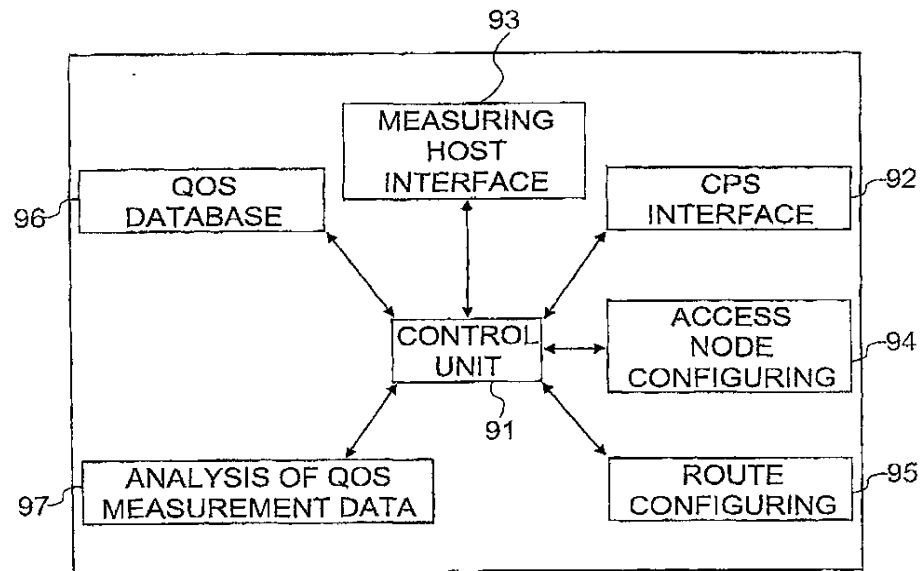 93
MEASURING
HOST
INTERFACE
96
QOS
DATABASE
CPS
INTERFACE
92
CONTROL
UNIT
91
ACCESS
NODE
CONFIGURING
94
97
ANALYSIS OF QOS
MEASUREMENT DATA
ROUTE
CONFIGURING
95